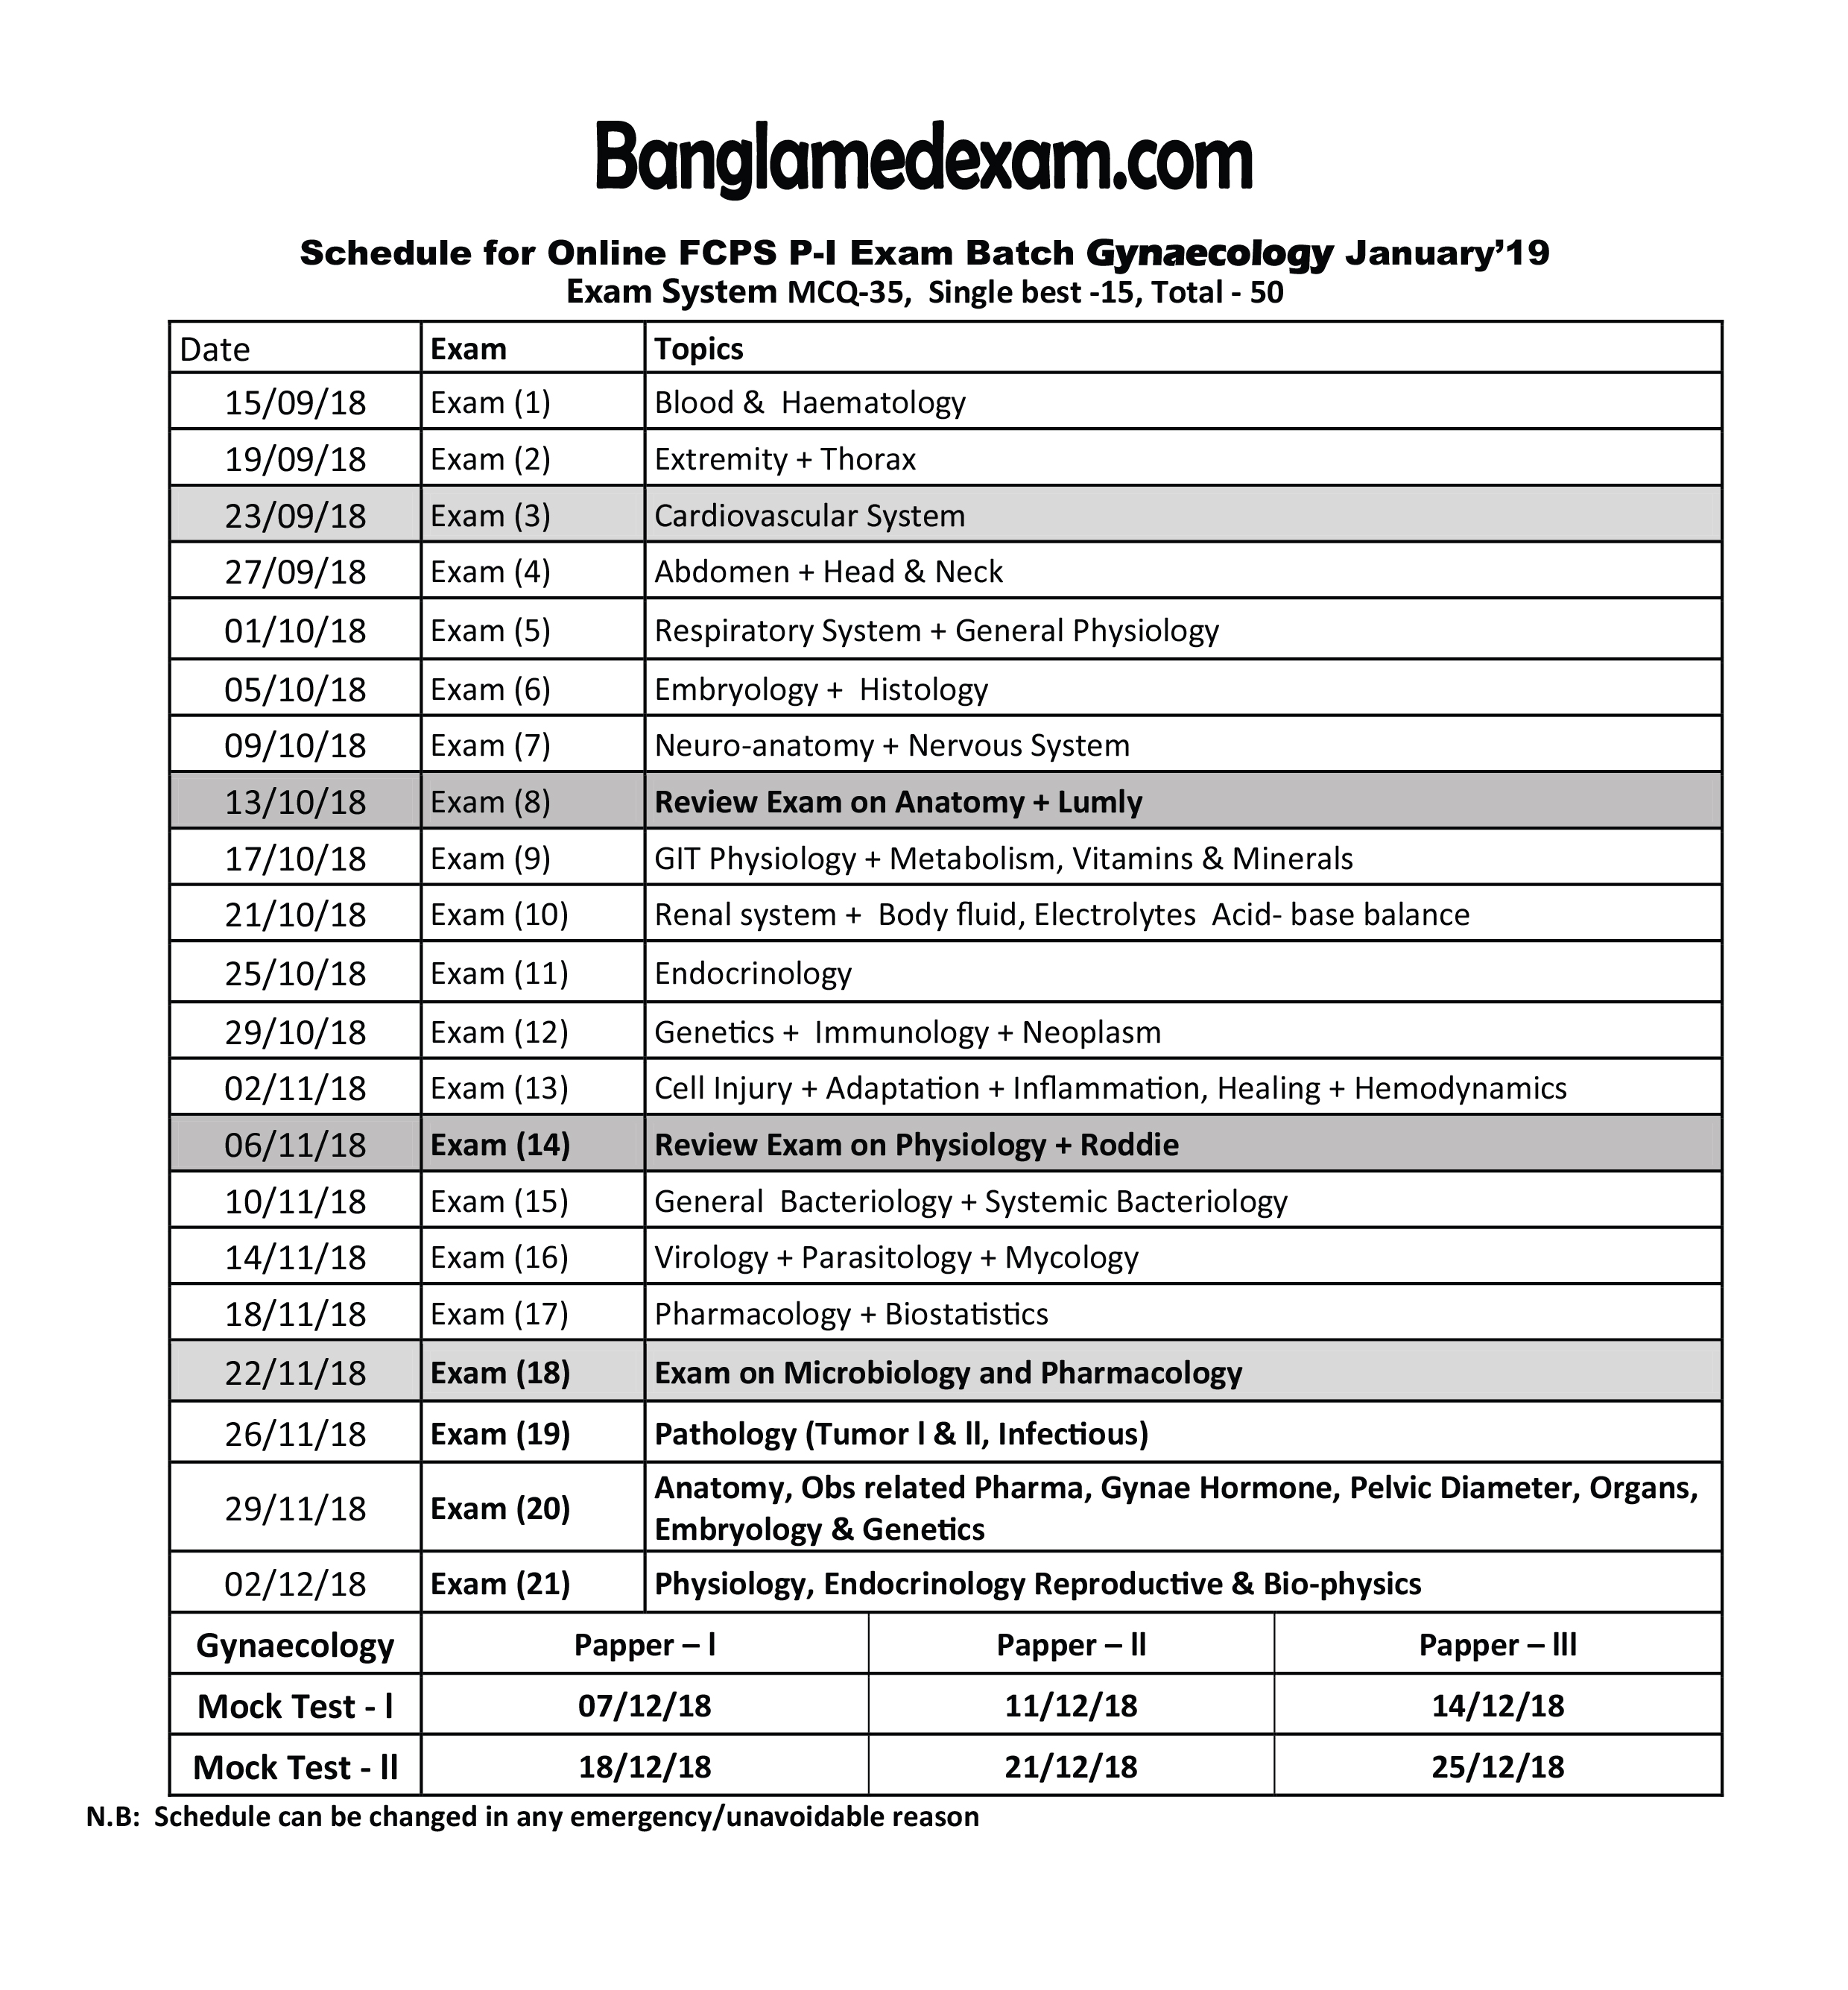 Banglamedexam.com
Schedule for Online FCPS P-I Exam Batch Gynaecology January’19
Exam System MCQ-35, Single best -15, Total - 50
Date Exam Topics
15/09/18 Exam (1) Blood & Haematology
19/09/18 Exam (2) Extremity + Thorax
23/09/18 Exam (3) Cardiovascular System
27/09/18 Exam (4) Abdomen + Head & Neck
01/10/18 Exam (5) Respiratory System + General Physiology
05/10/18 Exam (6) Embryology + Histology
09/10/18 Exam (7) Neuro-anatomy + Nervous System
13/10/18 Exam (8) Review Exam on Anatomy + Lumly
17/10/18 Exam (9) GIT Physiology + Metabolism, Vitamins & Minerals
21/10/18 Exam (10) Renal system + Body fluid, Electrolytes Acid- base balance
25/10/18 Exam (11) Endocrinology
29/10/18 Exam (12) Genetics + Immunology + Neoplasm
02/11/18 Exam (13) Cell Injury + Adaptation + Inflammation, Healing + Hemodynamics
06/11/18 Exam (14) Review Exam on Physiology + Roddie
10/11/18 Exam (15) General Bacteriology + Systemic Bacteriology
14/11/18 Exam (16) Virology + Parasitology + Mycology
18/11/18 Exam (17) Pharmacology + Biostatistics
22/11/18 Exam (18) Exam on Microbiology and Pharmacology
26/11/18 Exam (19) Pathology (Tumor l & ll, Infectious)
29/11/18 Exam (20) Anatomy, Obs related Pharma, Gynae Hormone, Pelvic Diameter, Organs,
Embryology & Genetics
02/12/18 Exam (21) Physiology, Endocrinology Reproductive & Bio-physics
Gynaecology Papper – l Papper – ll Papper – lll
Mock Test - l 07/12/18 11/12/18 14/12/18
Mock Test - ll 18/12/18 21/12/18 25/12/18
N.B: Schedule can be changed in any emergency/unavoidable reason